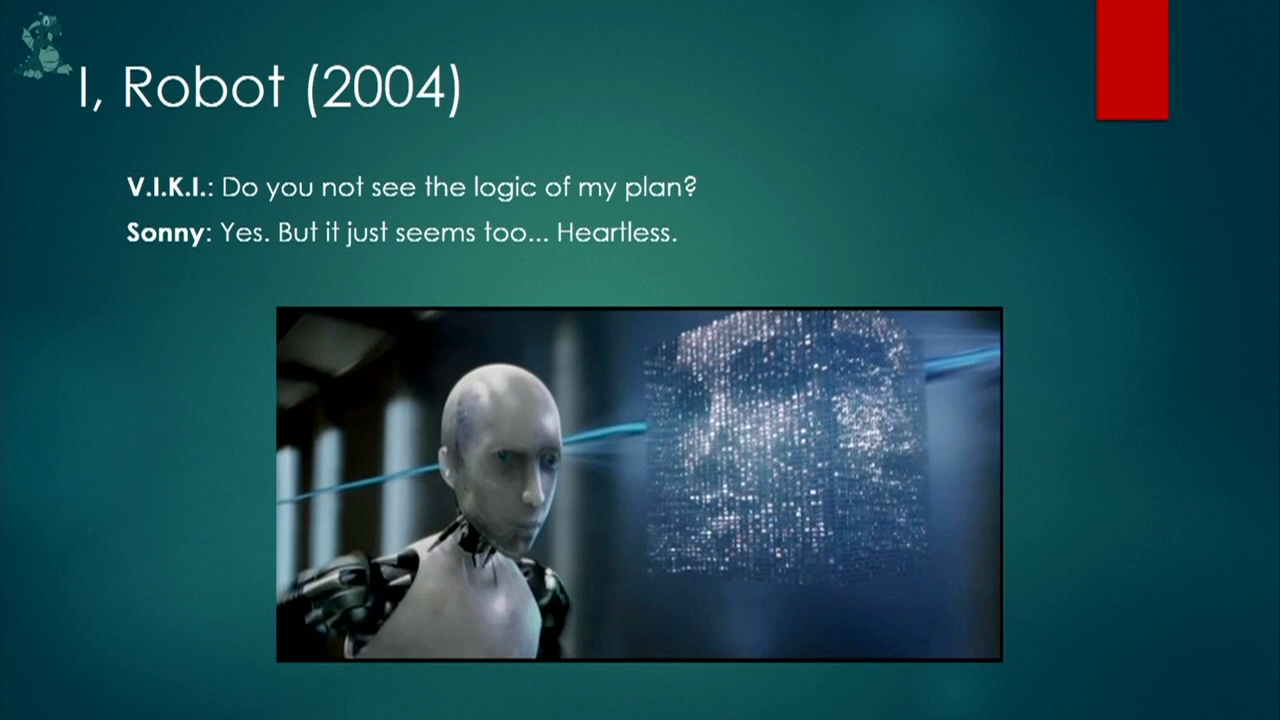 I, Robot (2004)
V.I.K.I.: Do you not see the logic of my plan?
Sonny: Yes. But it just seems too... Heartless.